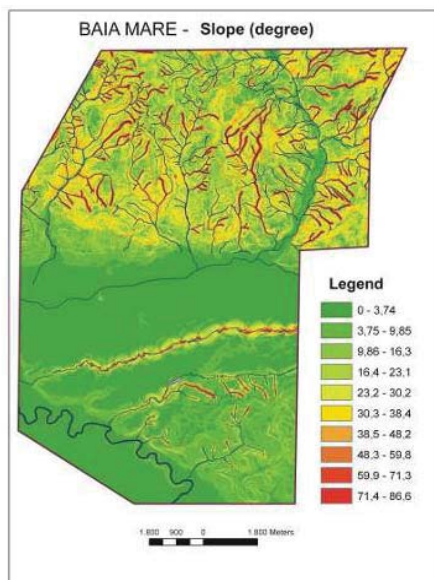 BAIA MARE - Slope (degree)
Legend
0 - 3,74
3,75 - 9,85
9,86 - 16,3
16,4 - 23,1
23,2 - 30,2
30,3 - 38,4
38,5 - 48,2
48,3 - 59,8
59,9 - 71,3
71,4 - 86,6
1.800 900 0 1.800 Meters